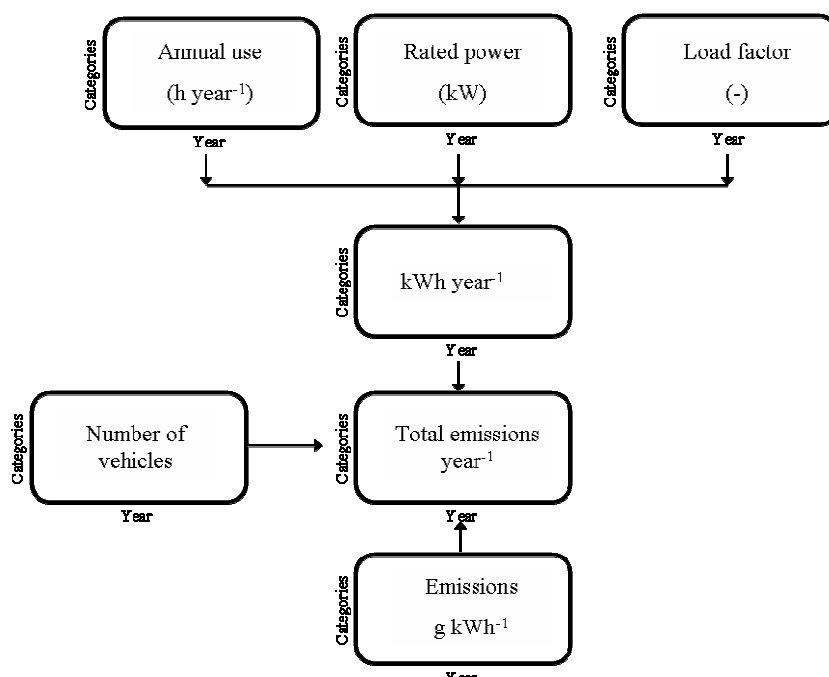 Categories
Annual use
(h year⁻¹)
Year
Categories
Rated power
(kW)
Year
Categories
Load factor
(-)
Year
Categories
kWh year⁻¹
Year
Categories
Number of
vehicles
Year
Categories
Total emissions
year⁻¹
Year
Categories
Emissions
g kWh⁻¹
Year